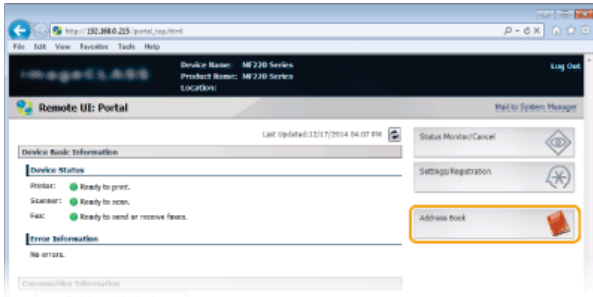 http://192.168.0.215/portal_top.html
File Edit View Favorites Tools Help
Device Name: MF220 Series
Product Name: MF220 Series
Location:
Log Out
imageCLASS
Remote UI: Portal
Mail to System Manager
Last Updated:12/17/2014 04:07 PM
Device Basic Information
Device Status
Printer: Ready to print.
Scanner: Ready to scan.
Fax: Ready to send or receive faxes.
Error Information
No errors.
Consumables Information
Status Monitor/Cancel
Settings/Registration
Address Book